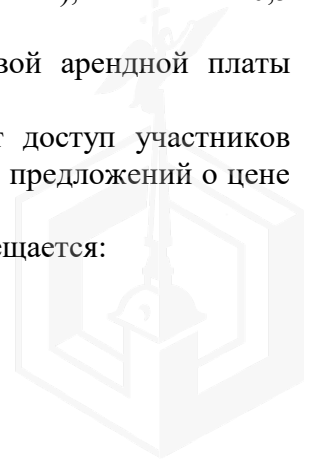 вой арендной платы
доступ участников
предложений о цене
ещается: